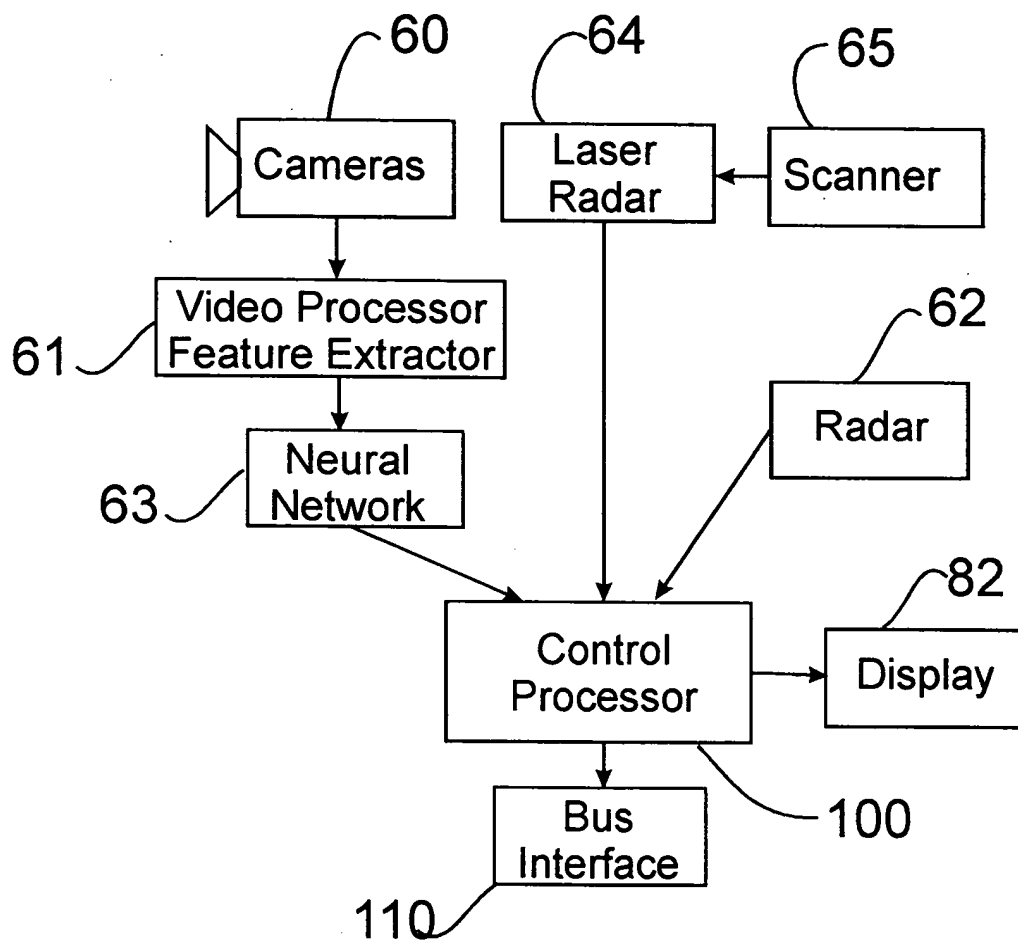 60
64
65
Cameras
Laser
Radar
Scanner
Video Processor
Feature Extractor
61
62
Radar
Neural
Network
63
82
Control
Processor
Display
100
Bus
Interface
110